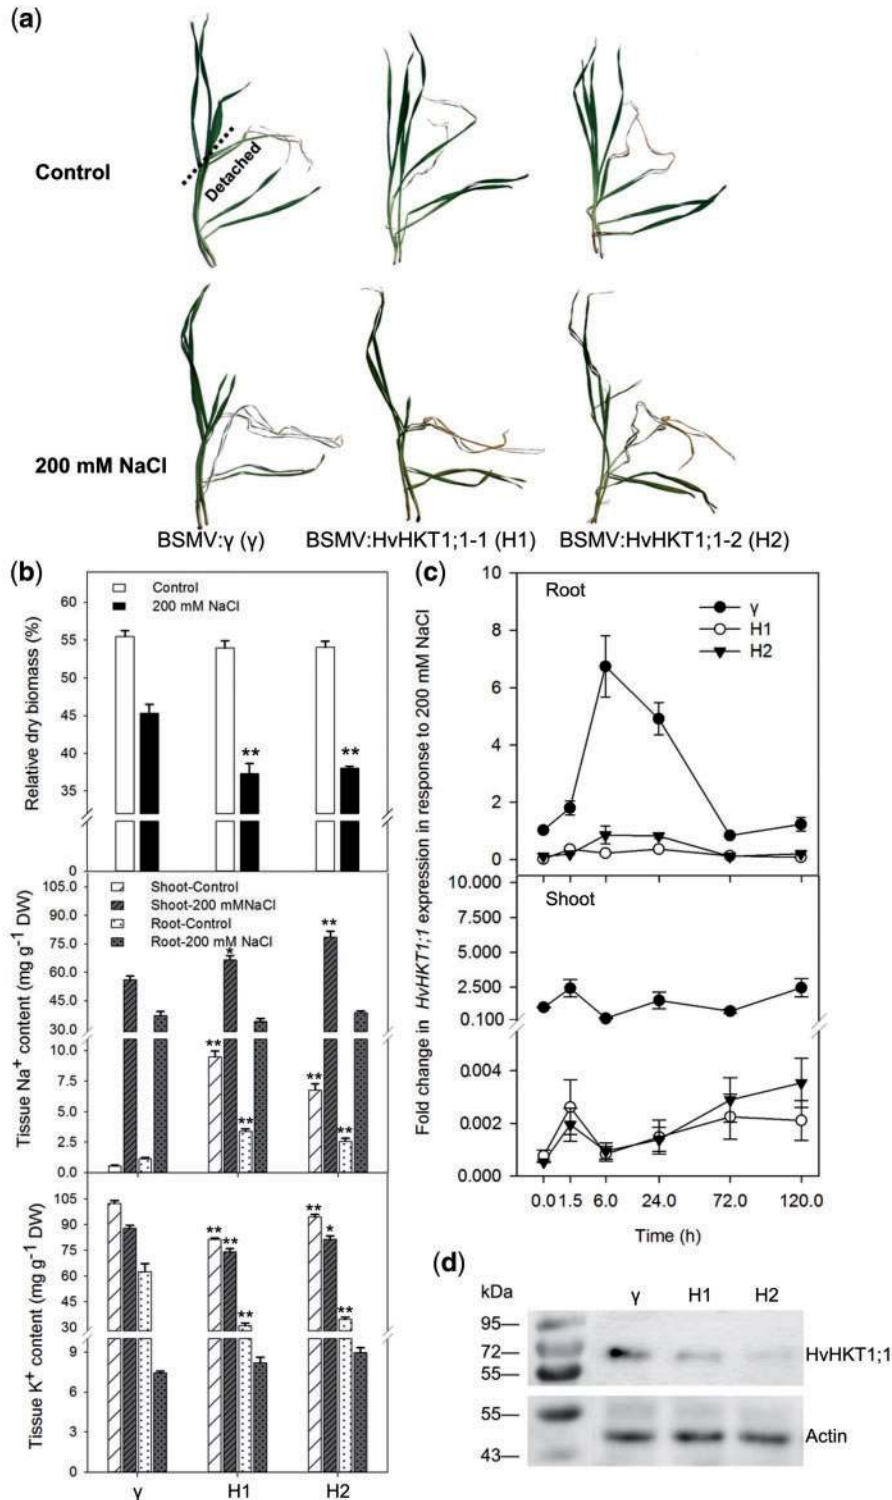 (a)
Control
Detached
200 mM NaCl
BSMV:γ (γ)
BSMV:HvHKT1;1-1 (H1)
BSMV:HvHKT1;1-2 (H2)
(b)
Relative dry biomass (%)
60
55
50
45
40
35
0
Control
200 mM NaCl
**
**
Tissue Na⁺ content (mg g⁻¹ DW)
105.0
90.0
75.0
60.0
45.0
30.0
10.0
7.5
5.0
2.5
0.0
Shoot-Control
Shoot-200 mMNaCl
Root-Control
Root-200 mM NaCl
*
**
**
**
**
**
Tissue K⁺ content (mg g⁻¹ DW)
105
90
75
60
45
30
9
6
3
0
**
**
**
**
*
**
γ
H1
H2
(c)
Fold change in HvHKT1;1 expression in response to 200 mM NaCl
10
8
6
4
2
0
Root
γ
H1
H2
10.000
5.000
2.500
0.100
0.004
0.002
0.000
Shoot
0.0
1.5
6.0
24.0
72.0
120.0
Time (h)
(d)
kDa
γ
H1
H2
95
72
55
HvHKT1;1
55
43
Actin